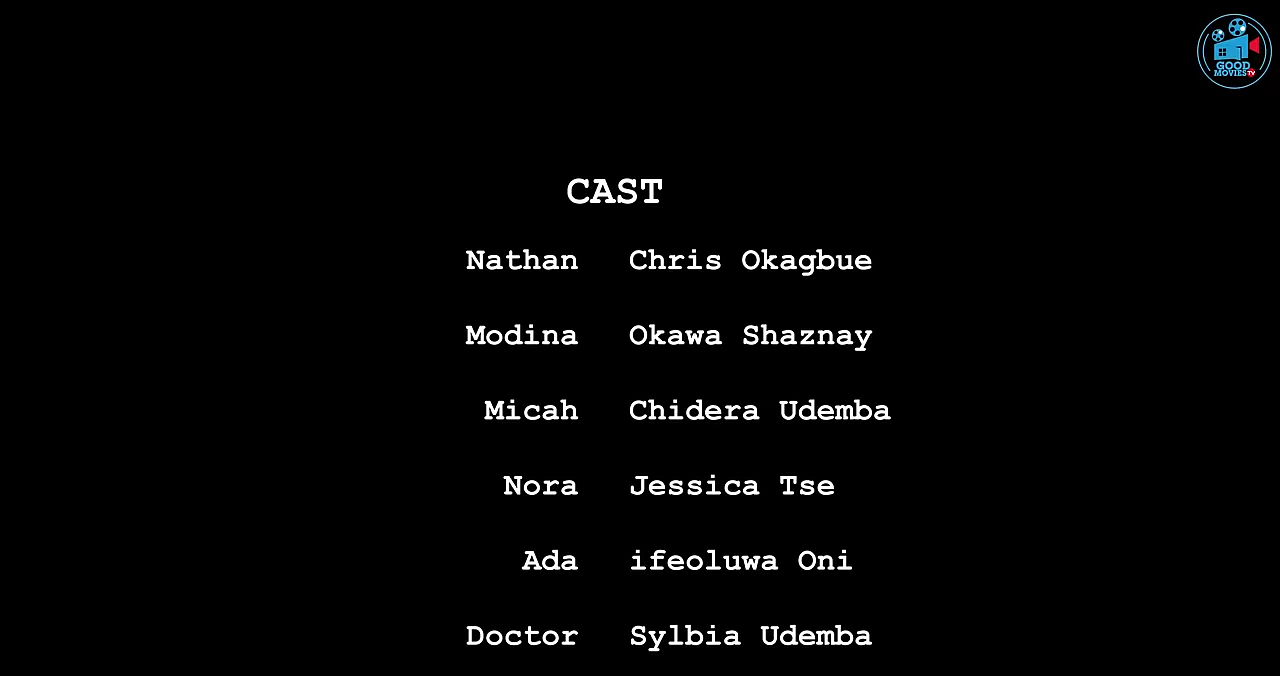 GOOD
MOVIES TV
CAST
Nathan Chris Okagbue
Modina Okawa Shaznay
Micah Chidera Udemba
Nora Jessica Tse
Ada ifeoluwa Oni
Doctor Sylbia Udemba